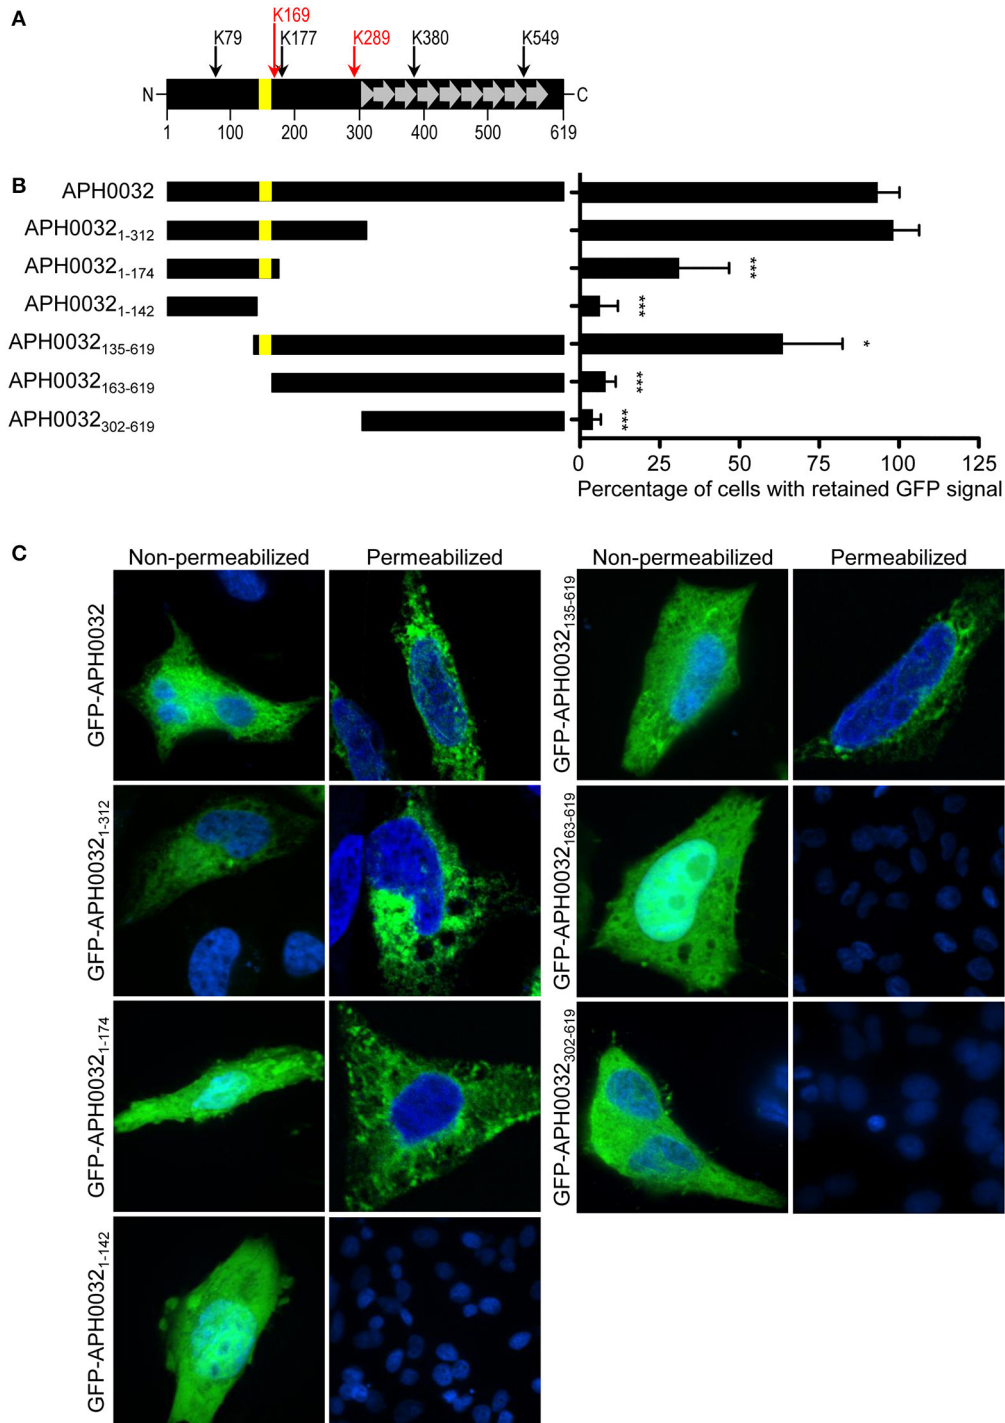 A
K169
K79 K177 K289 K380 K549
N C
1 100 200 300 400 500 619
B
APH0032
APH0032₁₋₃₁₂
APH0032₁₋₁₇₄ ***
APH0032₁₋₁₄₂ ***
APH0032₁₃₅₋₆₁₉ *
APH0032₁₆₃₋₆₁₉ ***
APH0032₃₀₂₋₆₁₉ ***
0 25 50 75 100 125
Percentage of cells with retained GFP signal
C
Non-permeabilized Permeabilized Non-permeabilized Permeabilized
GFP-APH0032
GFP-APH0032₁₃₅₋₆₁₉
GFP-APH0032₁₋₃₁₂
GFP-APH0032₁₆₃₋₆₁₉
GFP-APH0032₁₋₁₇₄
GFP-APH0032₃₀₂₋₆₁₉
GFP-APH0032₁₋₁₄₂